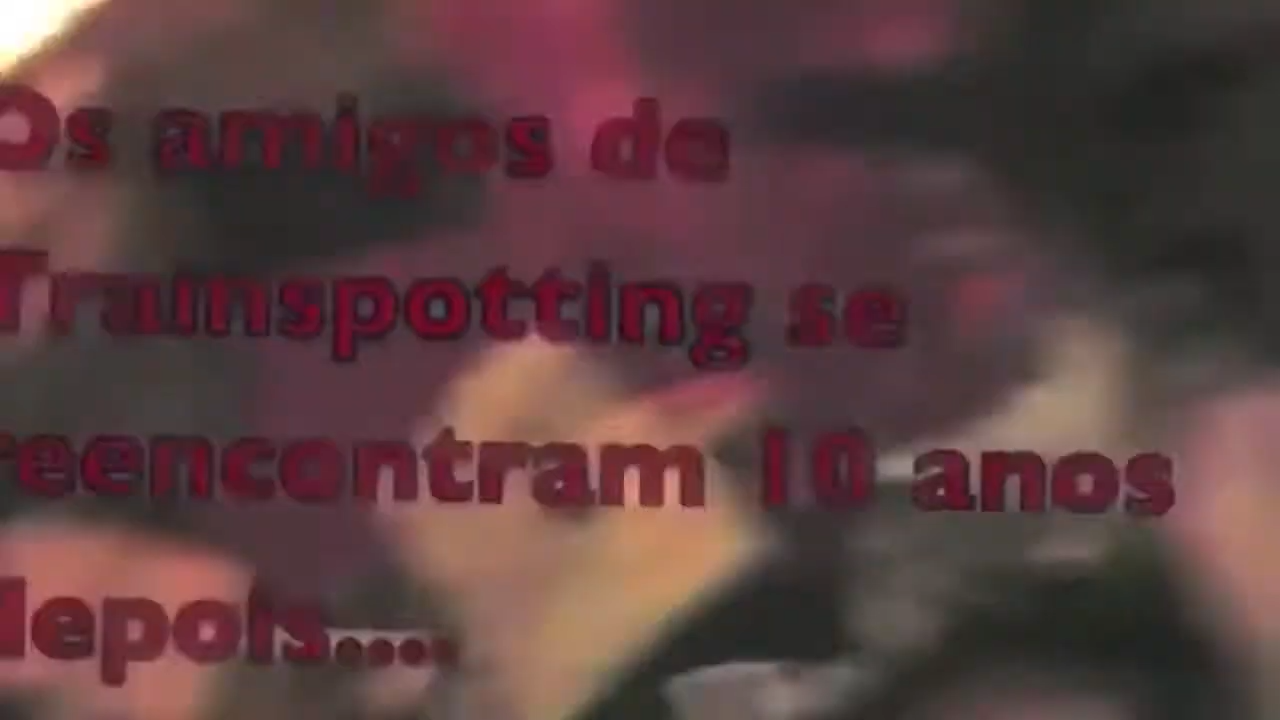 Os amigos de
Trainspotting se
reencontram 10 anos
depois....